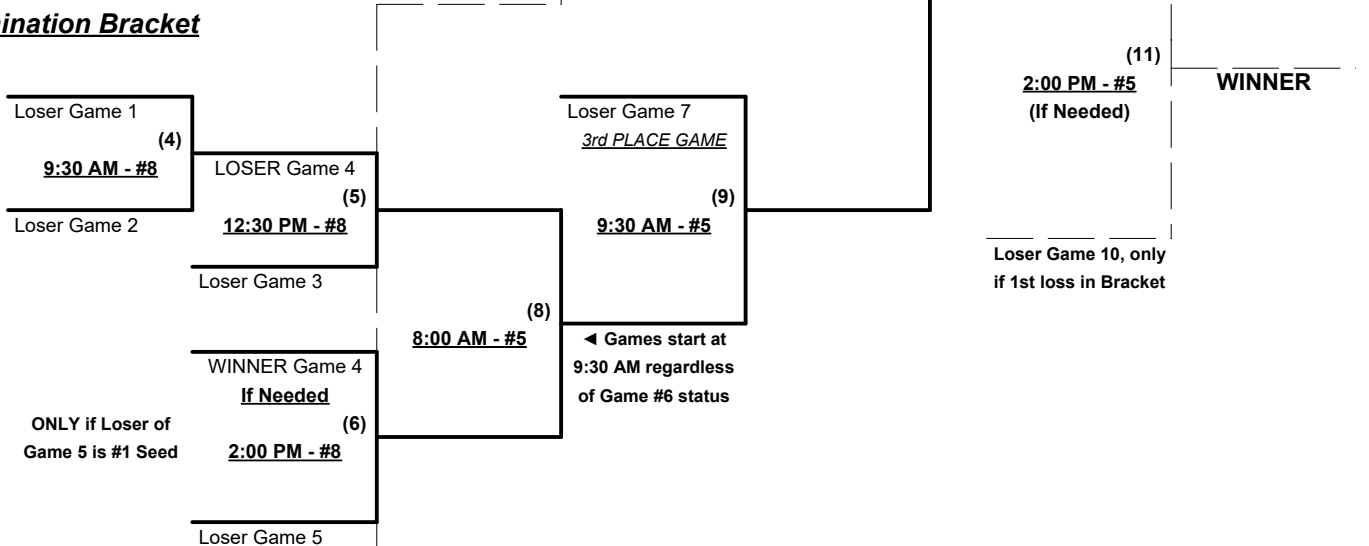 Bracket
(11)
2:00 PM - #5
WINNER
(If Needed)
Loser Game 1
(4)
9:30 AM - #8
Loser Game 2
LOSER Game 4
(5)
12:30 PM - #8
Loser Game 3
Loser Game 7
3rd PLACE GAME
(9)
9:30 AM - #5
Loser Game 10, only
if 1st loss in Bracket
(8)
8:00 AM - #5
◄ Games start at
9:30 AM regardless
of Game #6 status
WINNER Game 4
If Needed
(6)
2:00 PM - #8
ONLY if Loser of
Game 5 is #1 Seed
Loser Game 5